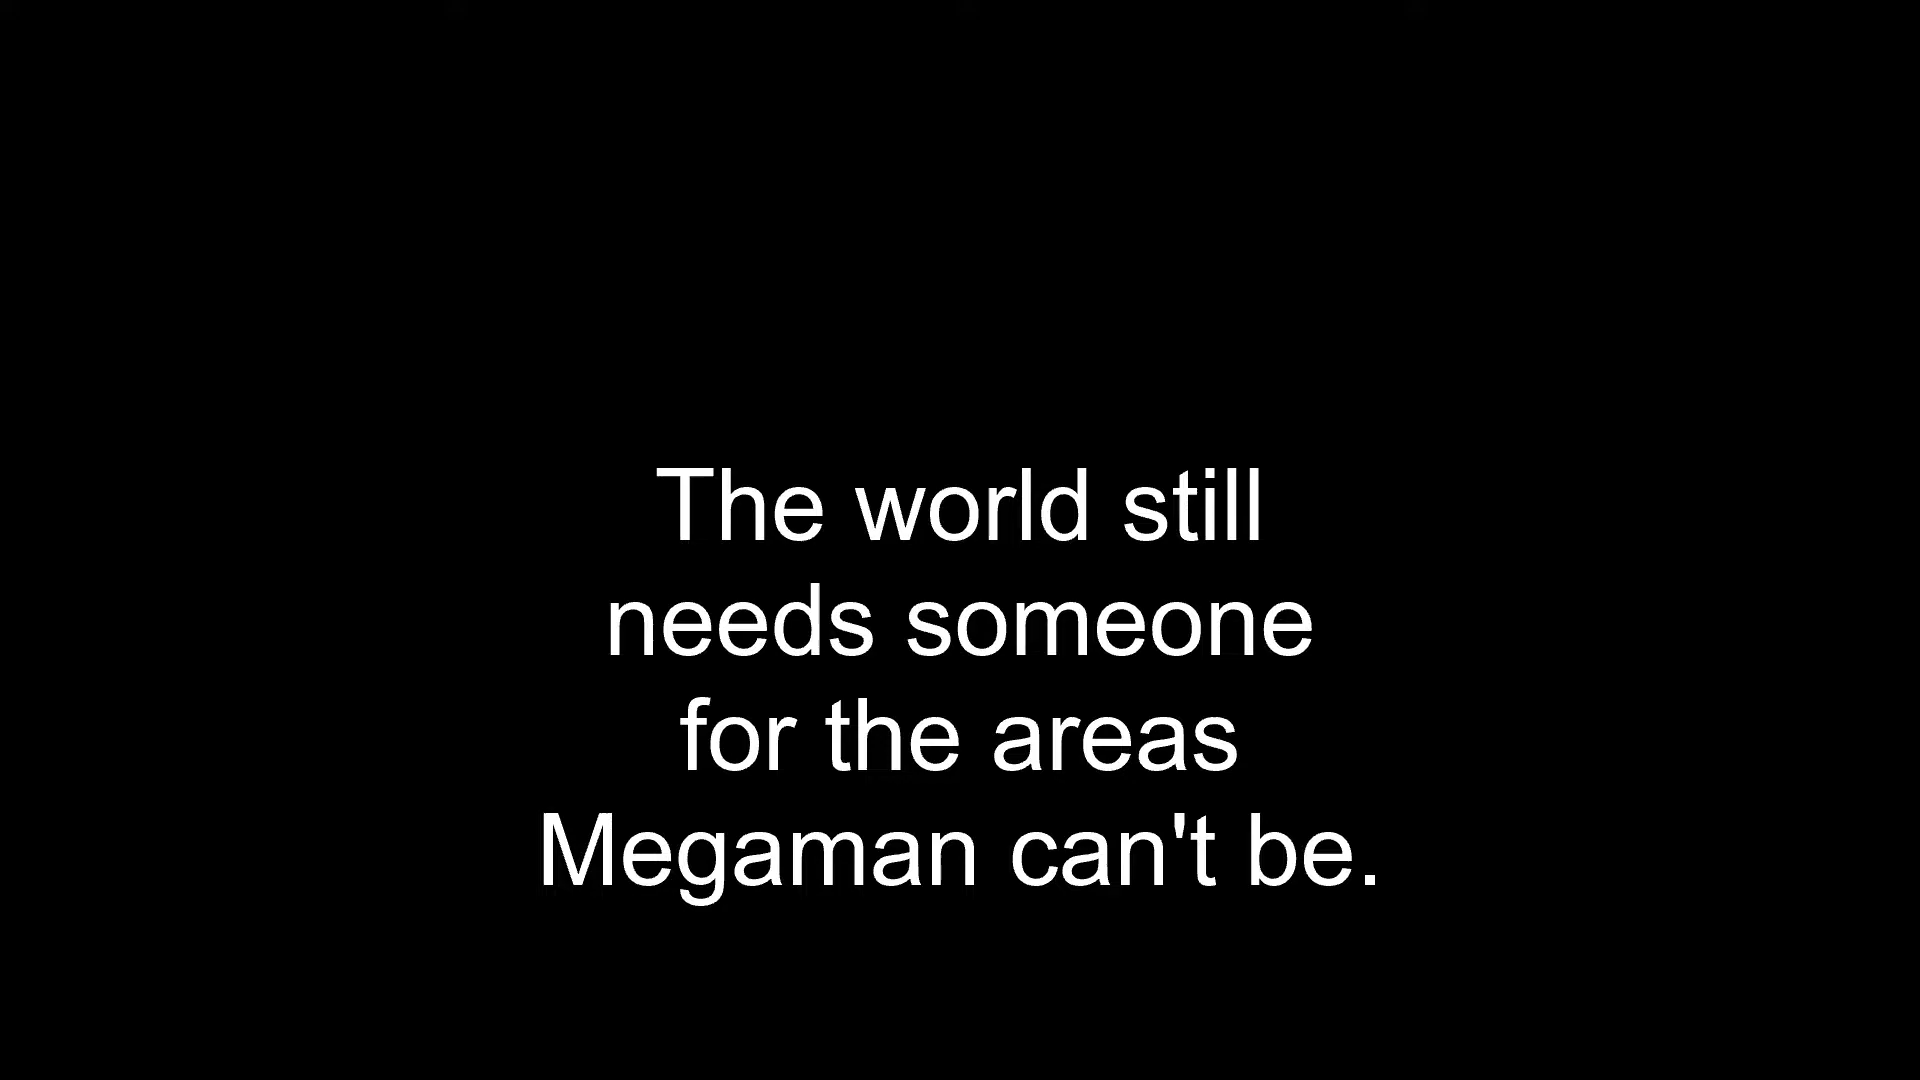 The world still
needs someone
for the areas
Megaman can't be.